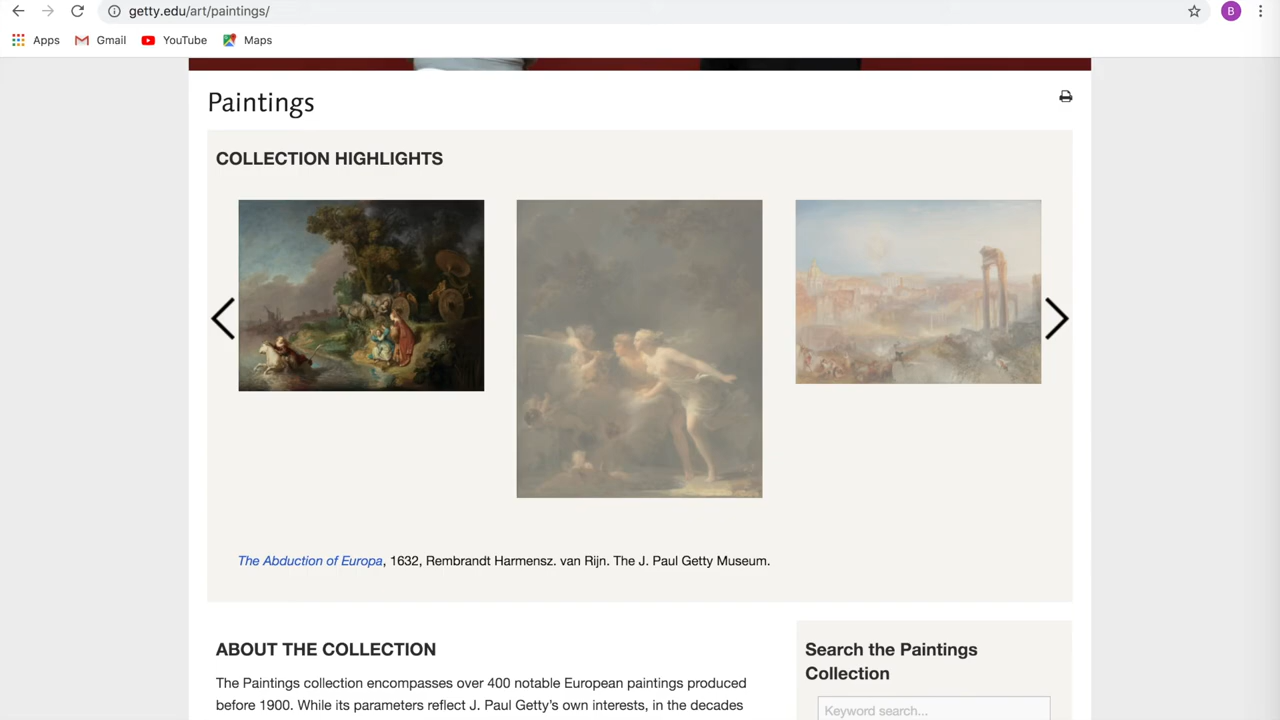 getty.edu/art/paintings/
B
Apps Gmail YouTube Maps
Paintings
COLLECTION HIGHLIGHTS
The Abduction of Europa, 1632, Rembrandt Harmensz. van Rijn. The J. Paul Getty Museum.
ABOUT THE COLLECTION
The Paintings collection encompasses over 400 notable European paintings produced
before 1900. While its parameters reflect J. Paul Getty's own interests, in the decades
Search the Paintings
Collection
Keyword search...